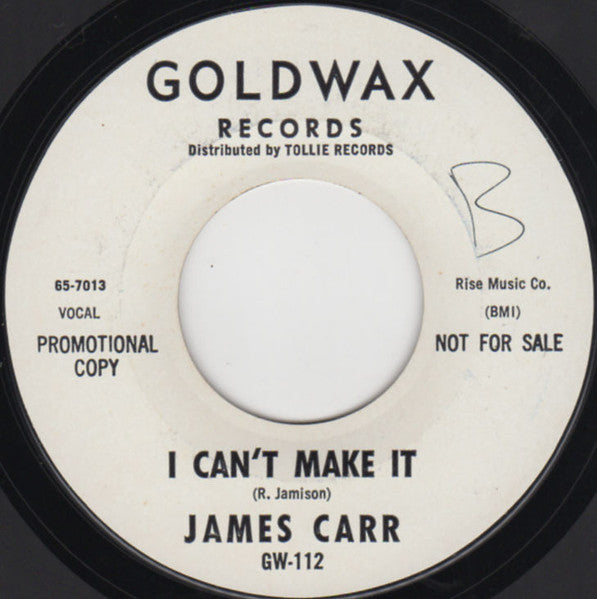 GOLDWAX
RECORDS
Distributed by TOLLIE RECORDS
B
65-7013
VOCAL
PROMOTIONAL
COPY
Rise Music Co.
(BMI)
NOT FOR SALE
I CAN'T MAKE IT
(R. Jamison)
JAMES CARR
GW-112